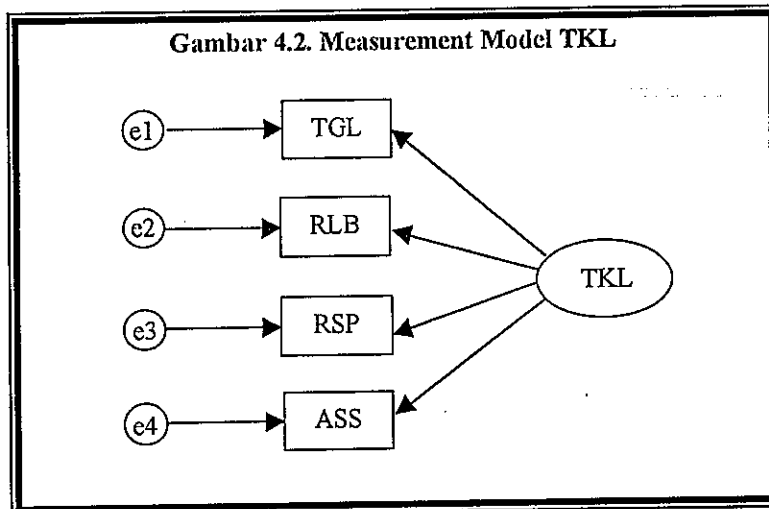 Gambar 4.2. Measurement Model TKL
e1
TGL
e2
RLB
TKL
e3
RSP
e4
ASS